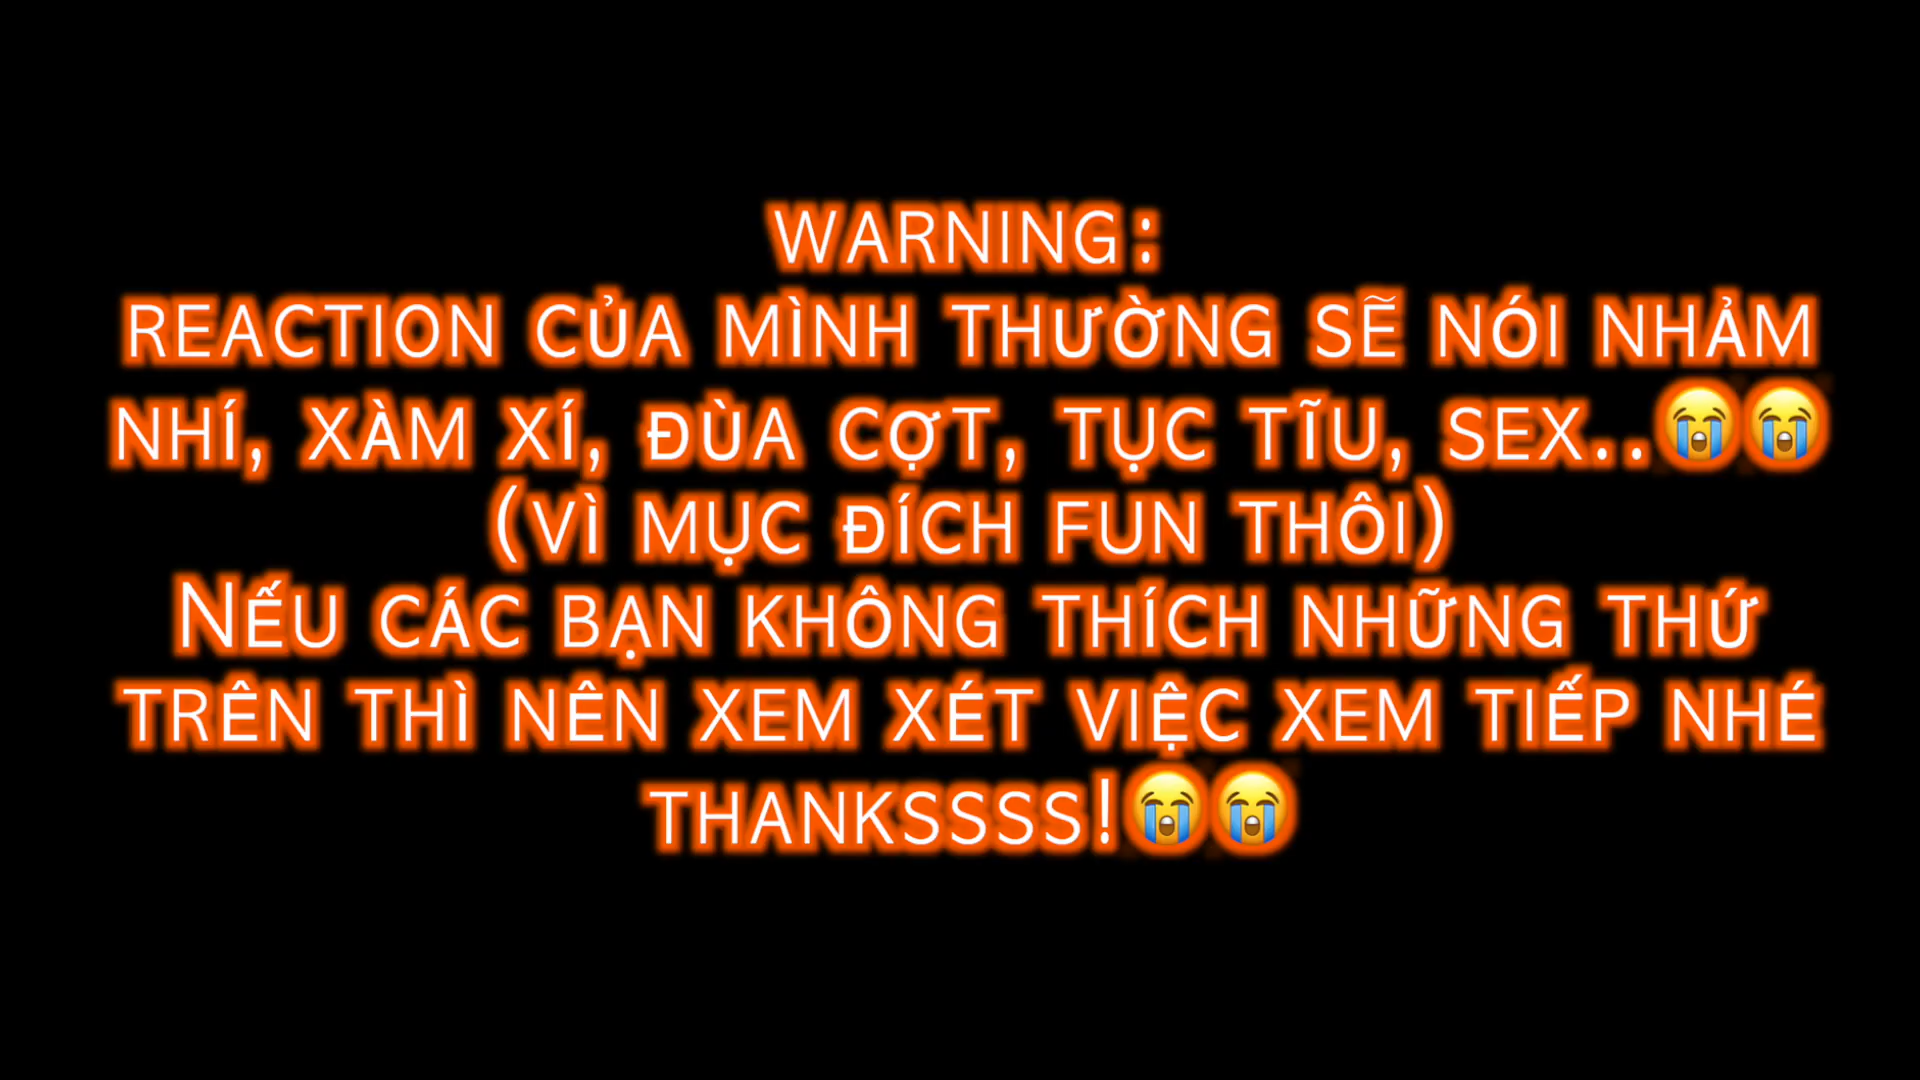 WARNING:
REACTION CỦA MÌNH THƯỜNG SẼ NÓI NHẢM
NHÍ, XÀM XÍ, ĐÙA CỢT, TỤC TĨU, SEX..😭😭
(VÌ MỤC ĐÍCH FUN THÔI)
NẾU CÁC BẠN KHÔNG THÍCH NHỮNG THỨ
TRÊN THÌ NÊN XEM XÉT VIỆC XEM TIẾP NHÉ
THANKSSSS!😭😭